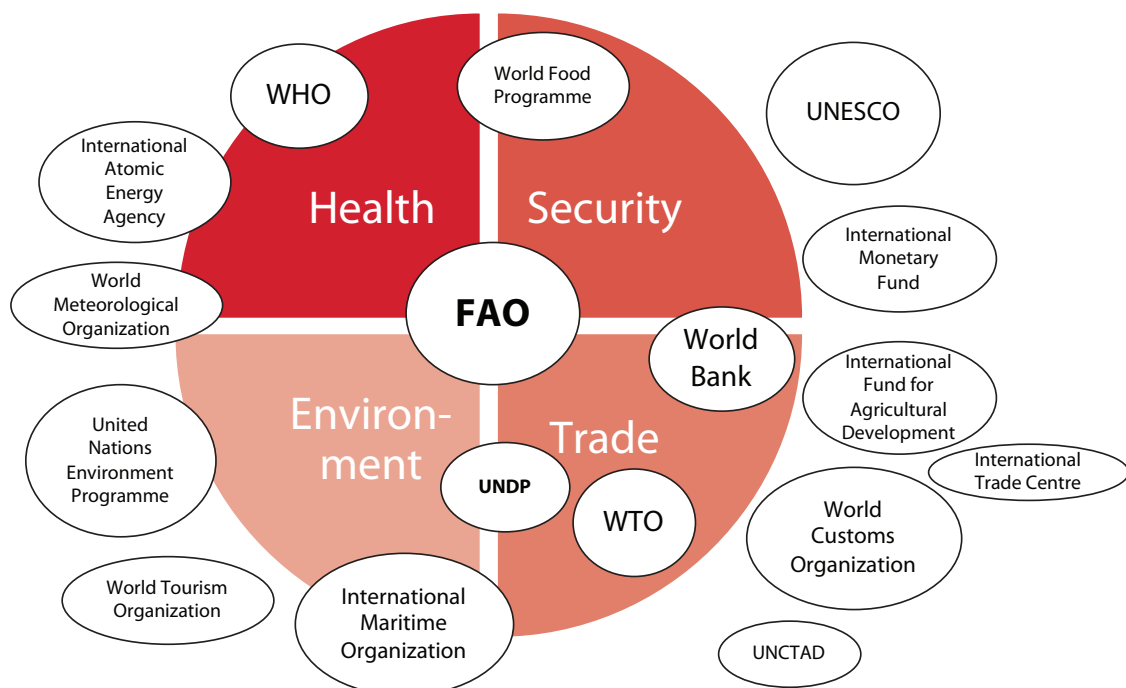 WHO
World Food
Programme
UNESCO
International
Atomic
Energy
Agency
Health
Security
International
Monetary
Fund
World
Meteorological
Organization
FAO
World
Bank
International
Fund for
Agricultural
Development
United
Nations
Environment
Programme
Environ-
ment
Trade
UNDP
WTO
International
Trade Centre
World
Customs
Organization
World Tourism
Organization
International
Maritime
Organization
UNCTAD